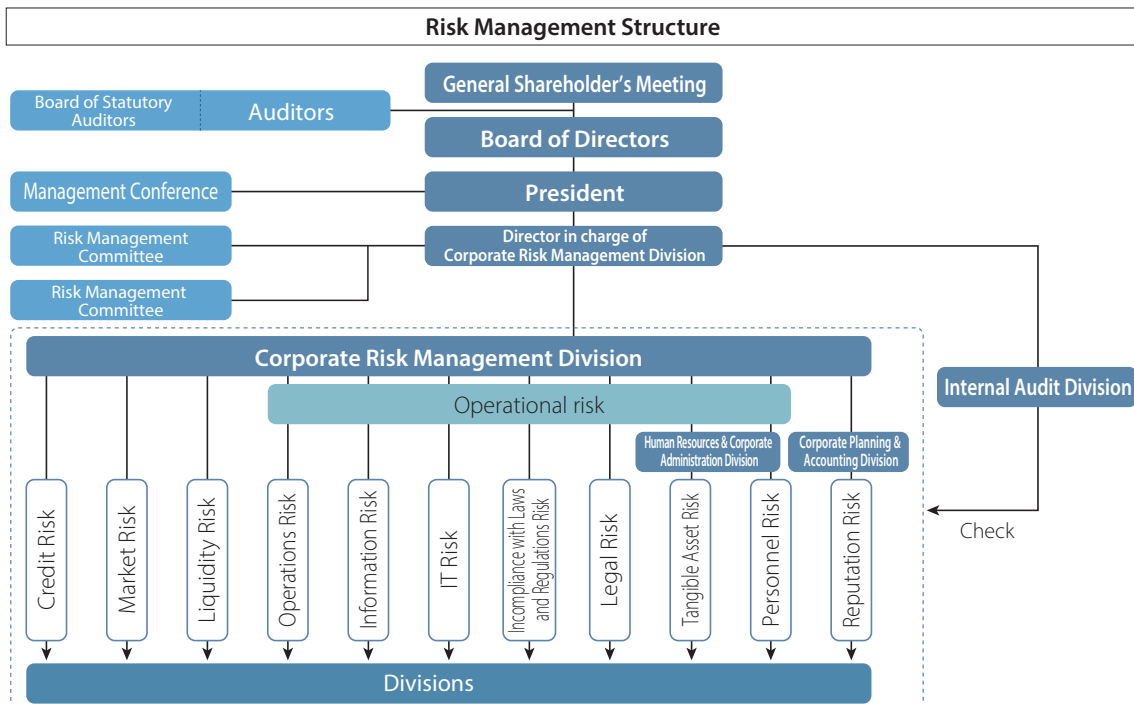 Risk Management Structure
General Shareholder’s Meeting
Board of Statutory
Auditors
Auditors
Board of Directors
Management Conference
President
Risk Management
Committee
Director in charge of
Corporate Risk Management Division
Risk Management
Committee
Corporate Risk Management Division
Internal Audit Division
Operational risk
Human Resources & Corporate
Administration Division
Corporate Planning &
Accounting Division
Credit Risk
Market Risk
Liquidity Risk
Operations Risk
Information Risk
IT Risk
Incompliance with Laws
and Regulations Risk
Legal Risk
Tangible Asset Risk
Personnel Risk
Reputation Risk
Check
Divisions